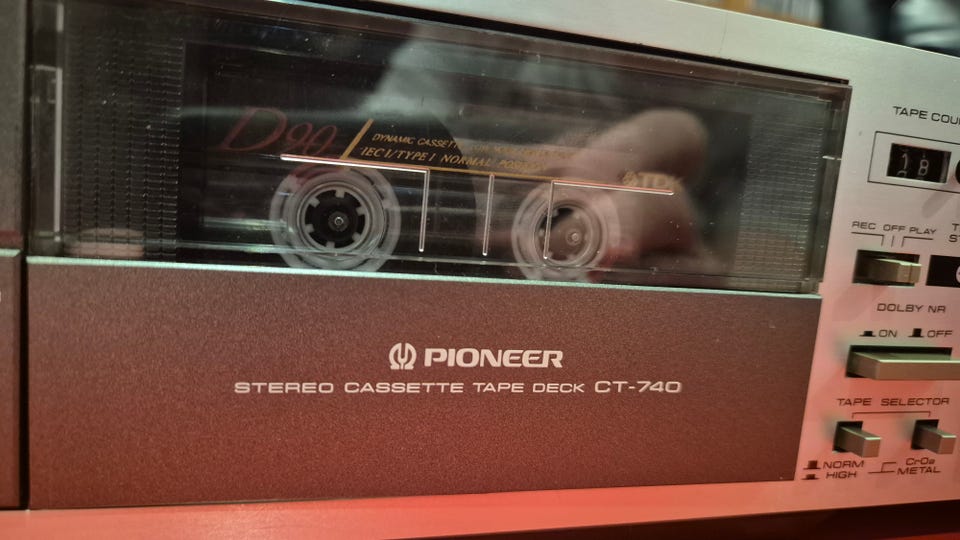 D90
DYNAMIC CASSETTE
IEC I/TYPE I NORMAL POSITION
TDK
PIONEER
STEREO CASSETTE TAPE DECK CT-740
TAPE COU
18
REC OFF PLAY
T
S
DOLBY NR
ON OFF
TAPE SELECTOR
NORM
HIGH
CrO2
METAL